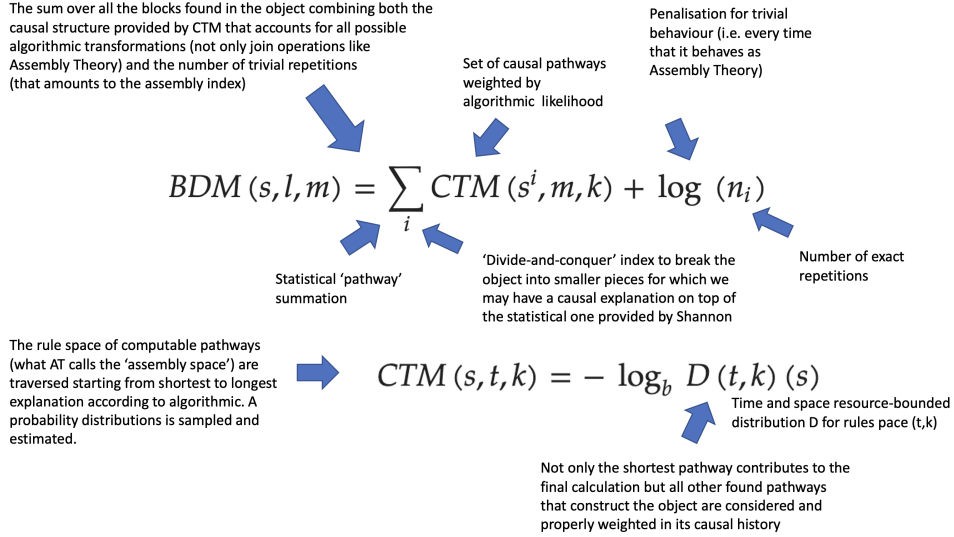 The sum over all the blocks found in the object combining both the
causal structure provided by CTM that accounts for all possible
algorithmic transformations (not only join operations like
Assembly Theory) and the number of trivial repetitions
(that amounts to the assembly index)
Set of causal pathways
weighted by
algorithmic likelihood
Penalisation for trivial
behaviour (i.e. every time
that it behaves as
Assembly Theory)
BDM (s, l, m) = ∑ CTM (sⁱ, m, k) + log (nᵢ)
i
Statistical ‘pathway’
summation
‘Divide-and-conquer’ index to break the
object into smaller pieces for which we
may have a causal explanation on top of
the statistical one provided by Shannon
Number of exact
repetitions
The rule space of computable pathways
(what AT calls the ‘assembly space’) are
traversed starting from shortest to longest
explanation according to algorithmic. A
probability distributions is sampled and
estimated.
CTM (s, t, k) = − log_b D (t, k) (s)
Time and space resource-bounded
distribution D for rules pace (t,k)
Not only the shortest pathway contributes to the
final calculation but all other found pathways
that construct the object are considered and
properly weighted in its causal history